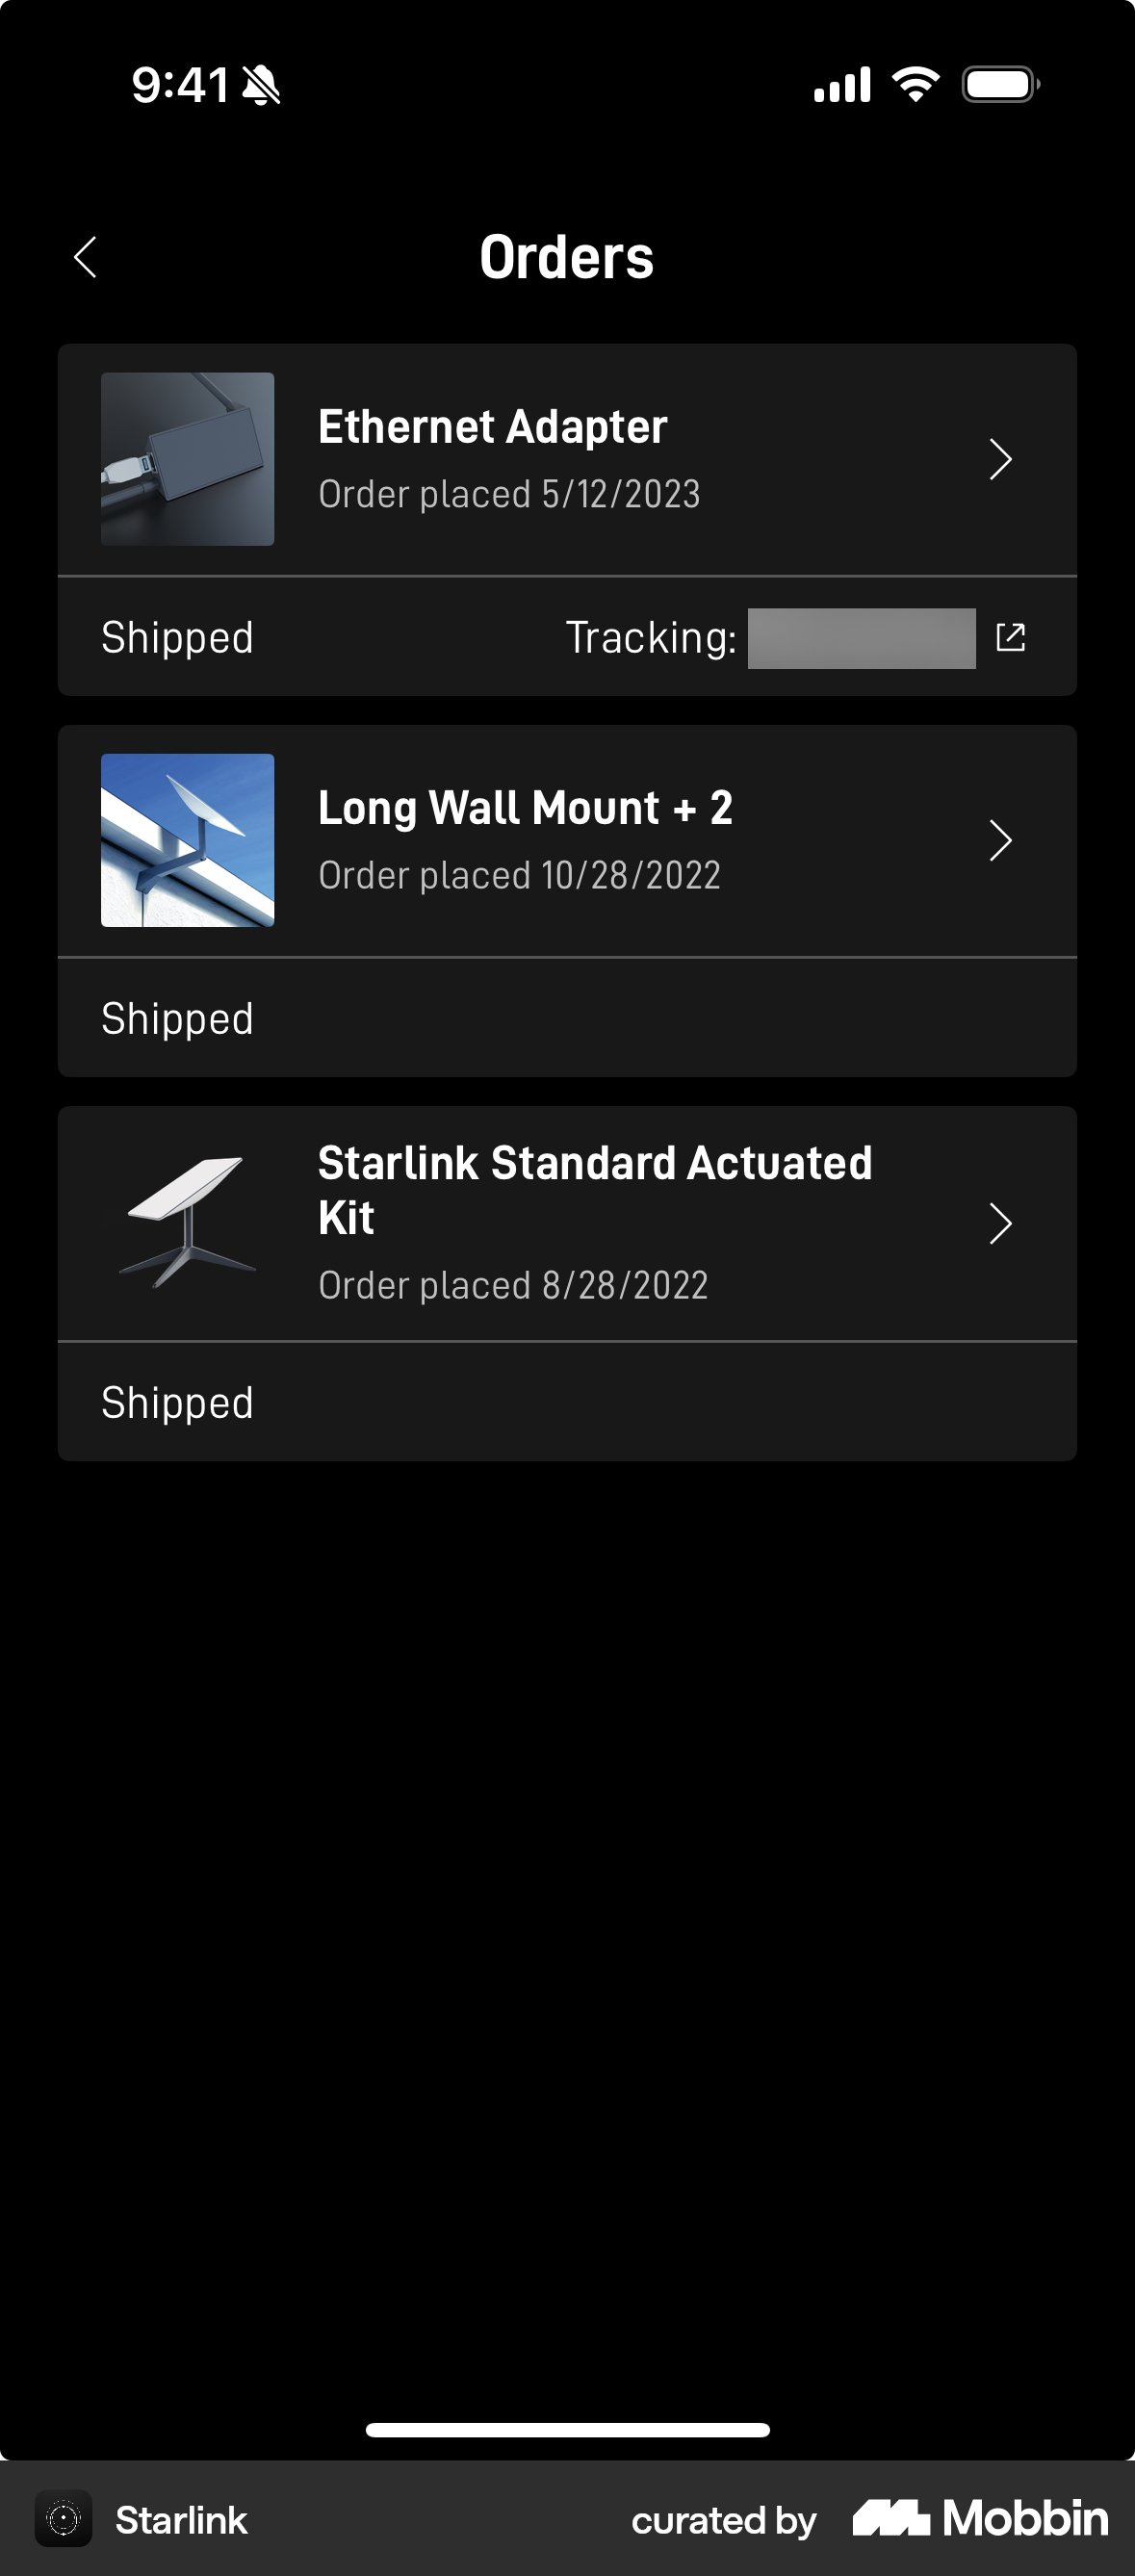 9:41
Orders
Ethernet Adapter
Order placed 5/12/2023
Shipped
Tracking:
Long Wall Mount + 2
Order placed 10/28/2022
Shipped
Starlink Standard Actuated
Kit
Order placed 8/28/2022
Shipped
Starlink
curated by
Mobbin